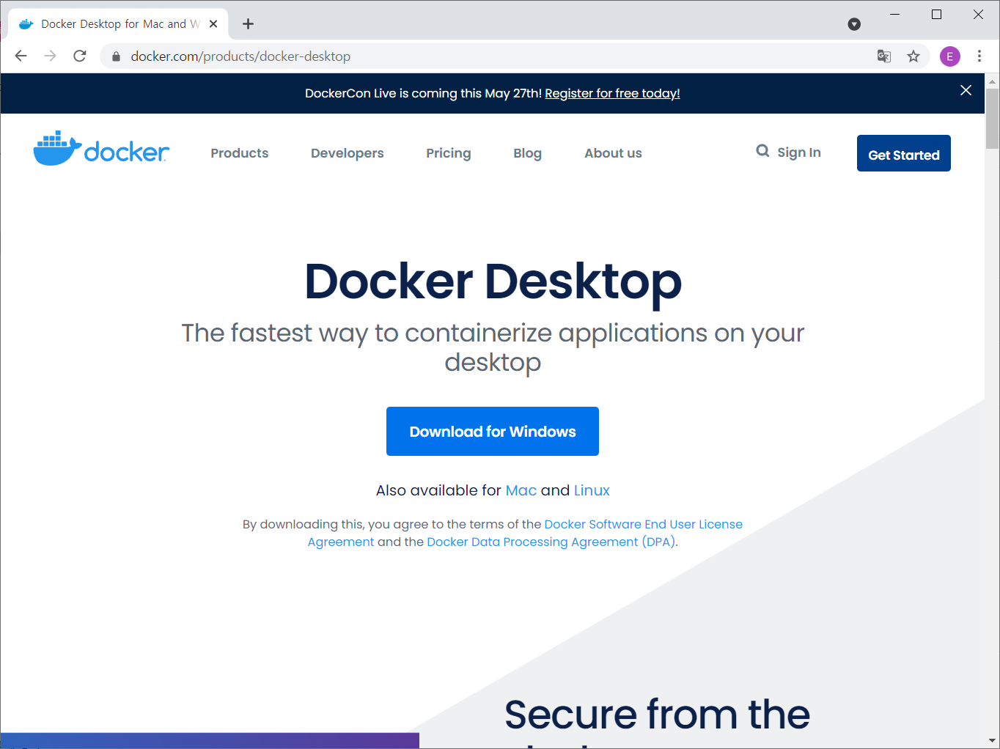 Docker Desktop for Mac and W
docker.com/products/docker-desktop
E
DockerCon Live is coming this May 27th! Register for free today!
docker
Products Developers Pricing Blog About us Sign In Get Started
Docker Desktop
The fastest way to containerize applications on your
desktop
Download for Windows
Also available for Mac and Linux
By downloading this, you agree to the terms of the Docker Software End User License
Agreement and the Docker Data Processing Agreement (DPA).
Secure from the